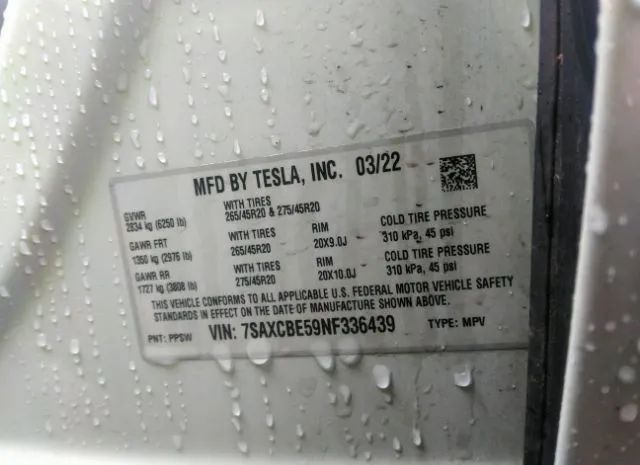 MFD BY TESLA, INC. 03/22
GVWR WITH TIRES
2834 kg (6250 lb) 265/45R20 & 275/45R20
GAWR FRT WITH TIRES RIM COLD TIRE PRESSURE
1350 kg (2976 lb) 265/45R20 20X9.0J 310 kPa, 45 psi
GAWR RR WITH TIRES RIM COLD TIRE PRESSURE
1727 kg (3808 lb) 275/45R20 20X10.0J 310 kPa, 45 psi
THIS VEHICLE CONFORMS TO ALL APPLICABLE U.S. FEDERAL MOTOR VEHICLE SAFETY
STANDARDS IN EFFECT ON THE DATE OF MANUFACTURE SHOWN ABOVE.
PNT: PPSW VIN: 7SAXCBE59NF336439 TYPE: MPV